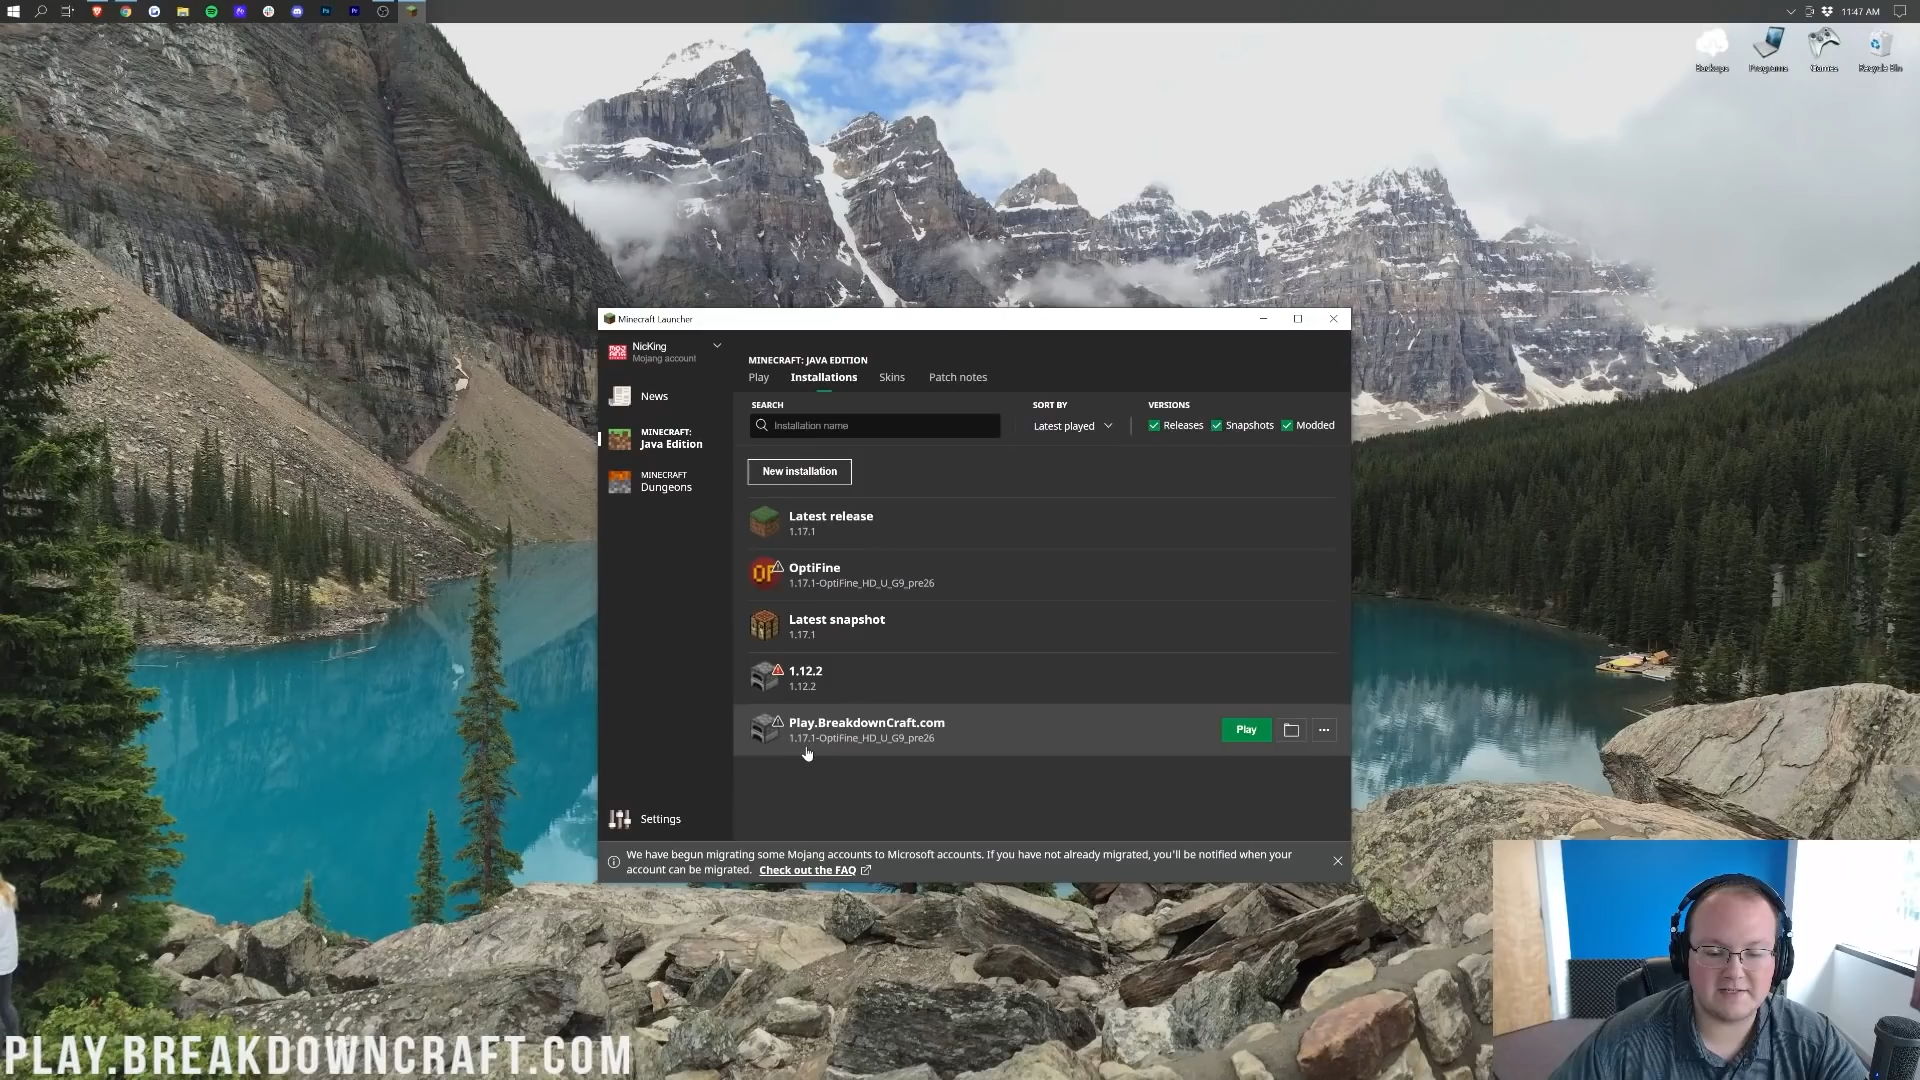 11:47 AM
Backups
Programs
Games
Recycle Bin
Minecraft Launcher
NicKing
Mojang account
News
MINECRAFT:
Java Edition
MINECRAFT
Dungeons
Settings
MINECRAFT: JAVA EDITION
Play Installations Skins Patch notes
SEARCH SORT BY VERSIONS
Installation name Latest played Releases Snapshots Modded
New installation
Latest release
1.17.1
OptiFine
1.17.1-OptiFine_HD_U_G9_pre26
Latest snapshot
1.17.1
1.12.2
1.12.2
Play.BreakdownCraft.com
1.17.1-OptiFine_HD_U_G9_pre26
Play
We have begun migrating some Mojang accounts to Microsoft accounts. If you have not already migrated, you'll be notified when your
account can be migrated. Check out the FAQ
PLAY.BREAKDOWNCRAFT.COM